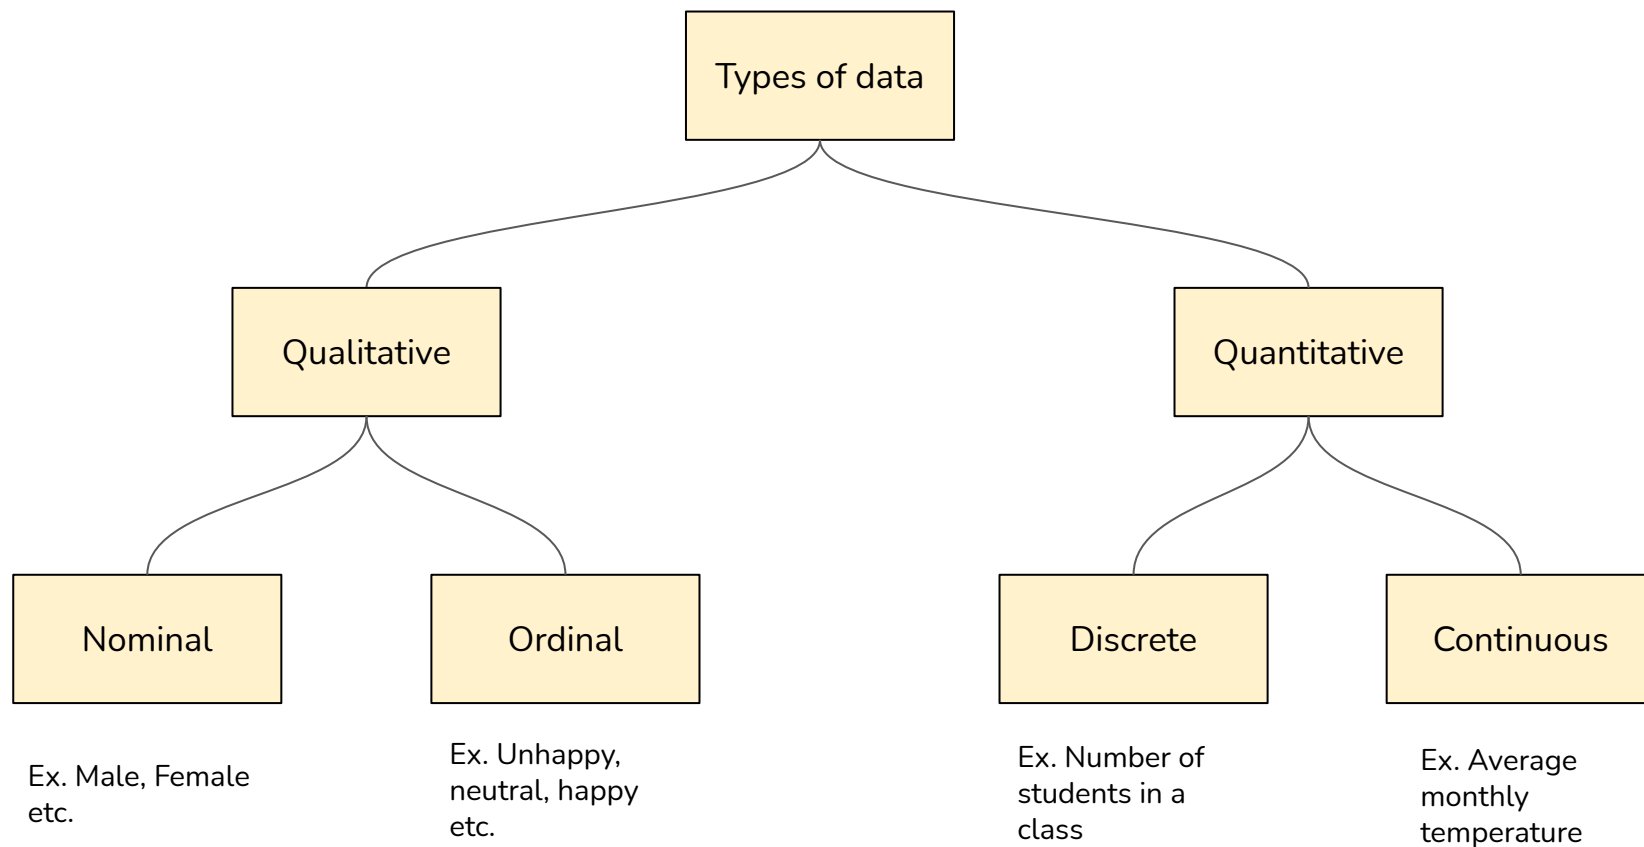 Types of data
Qualitative
Quantitative
Nominal
Ordinal
Discrete
Continuous
Ex. Male, Female
etc.
Ex. Unhappy,
neutral, happy
etc.
Ex. Number of
students in a
class
Ex. Average
monthly
temperature